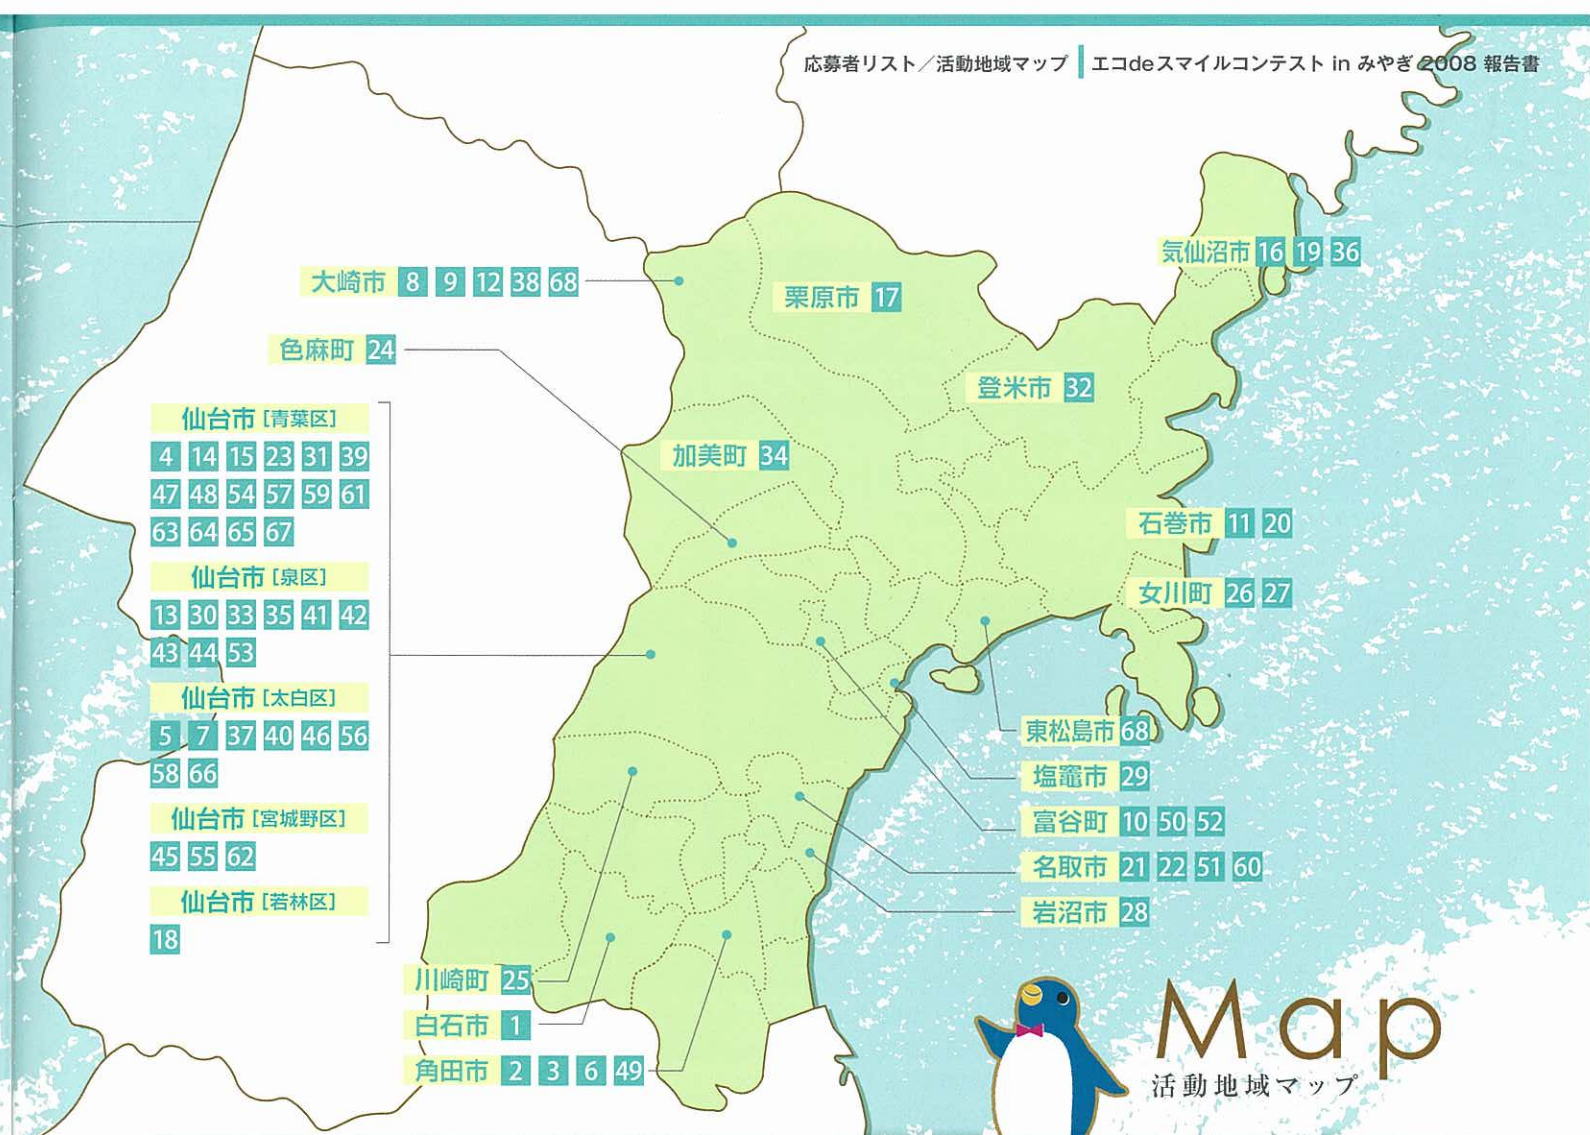 応募者リスト／活動地域マップ エコdeスマイルコンテスト in みやぎ 2008 報告書
気仙沼市 16 19 36
大崎市 8 9 12 38 68
栗原市 17
色麻町 24
登米市 32
仙台市 [青葉区]
4 14 15 23 31 39
47 48 54 57 59 61
63 64 65 67
加美町 34
石巻市 11 20
仙台市 [泉区]
13 30 33 35 41 42
43 44 53
女川町 26 27
仙台市 [太白区]
5 7 37 40 46 56
58 66
東松島市 68
塩竈市 29
仙台市 [宮城野区]
45 55 62
富谷町 10 50 52
名取市 21 22 51 60
仙台市 [若林区]
18
岩沼市 28
川崎町 25
白石市 1
角田市 2 3 6 49
Map
活動地域マップ